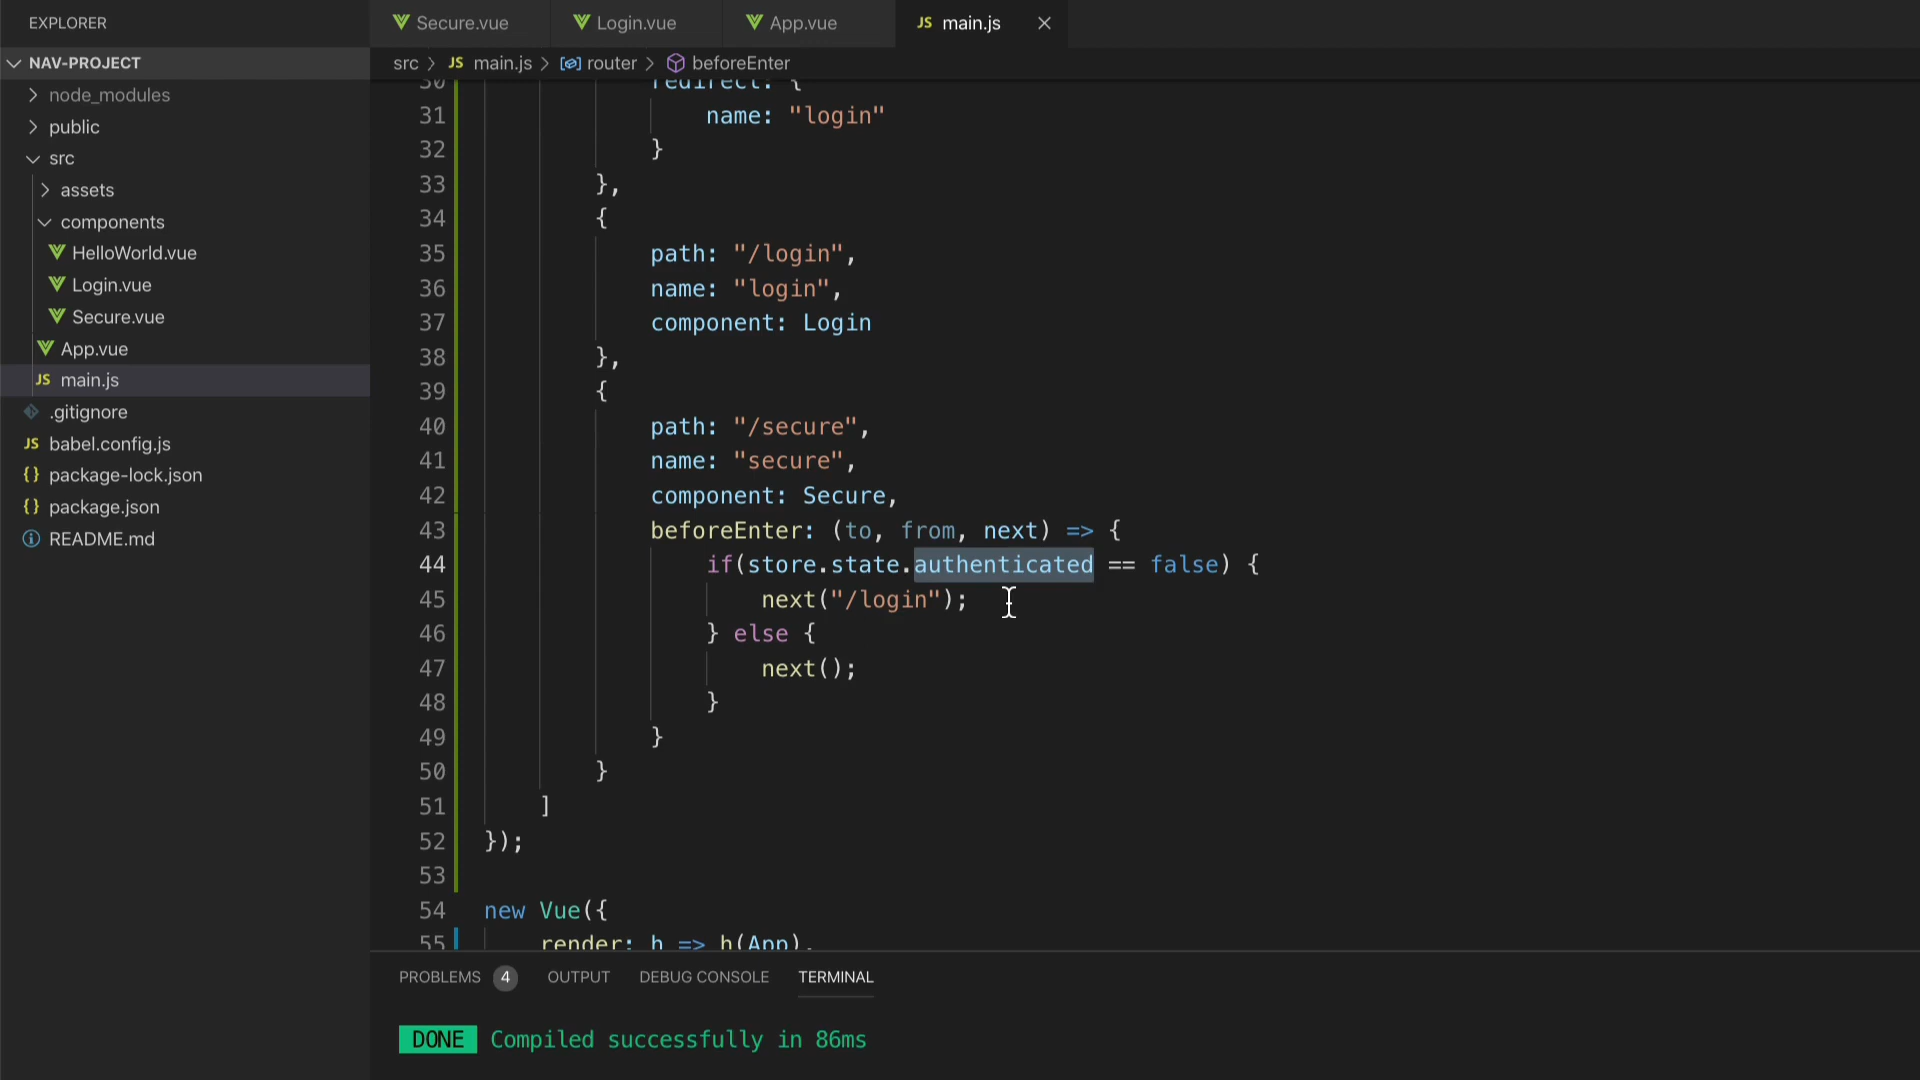 EXPLORER
NAV-PROJECT
node_modules
public
src
assets
components
HelloWorld.vue
Login.vue
Secure.vue
App.vue
JS main.js
.gitignore
JS babel.config.js
{} package-lock.json
{} package.json
README.md
Secure.vue
Login.vue
App.vue
JS main.js
src > JS main.js > router > beforeEnter
30 redirect: {
31 name: "login"
32 }
33 },
34 {
35 path: "/login",
36 name: "login",
37 component: Login
38 },
39 {
40 path: "/secure",
41 name: "secure",
42 component: Secure,
43 beforeEnter: (to, from, next) => {
44 if(store.state.authenticated == false) {
45 next("/login");
46 } else {
47 next();
48 }
49 }
50 }
51 ]
52 });
53
54 new Vue({
55 render: h => h(App),
PROBLEMS 4 OUTPUT DEBUG CONSOLE TERMINAL
DONE Compiled successfully in 86ms